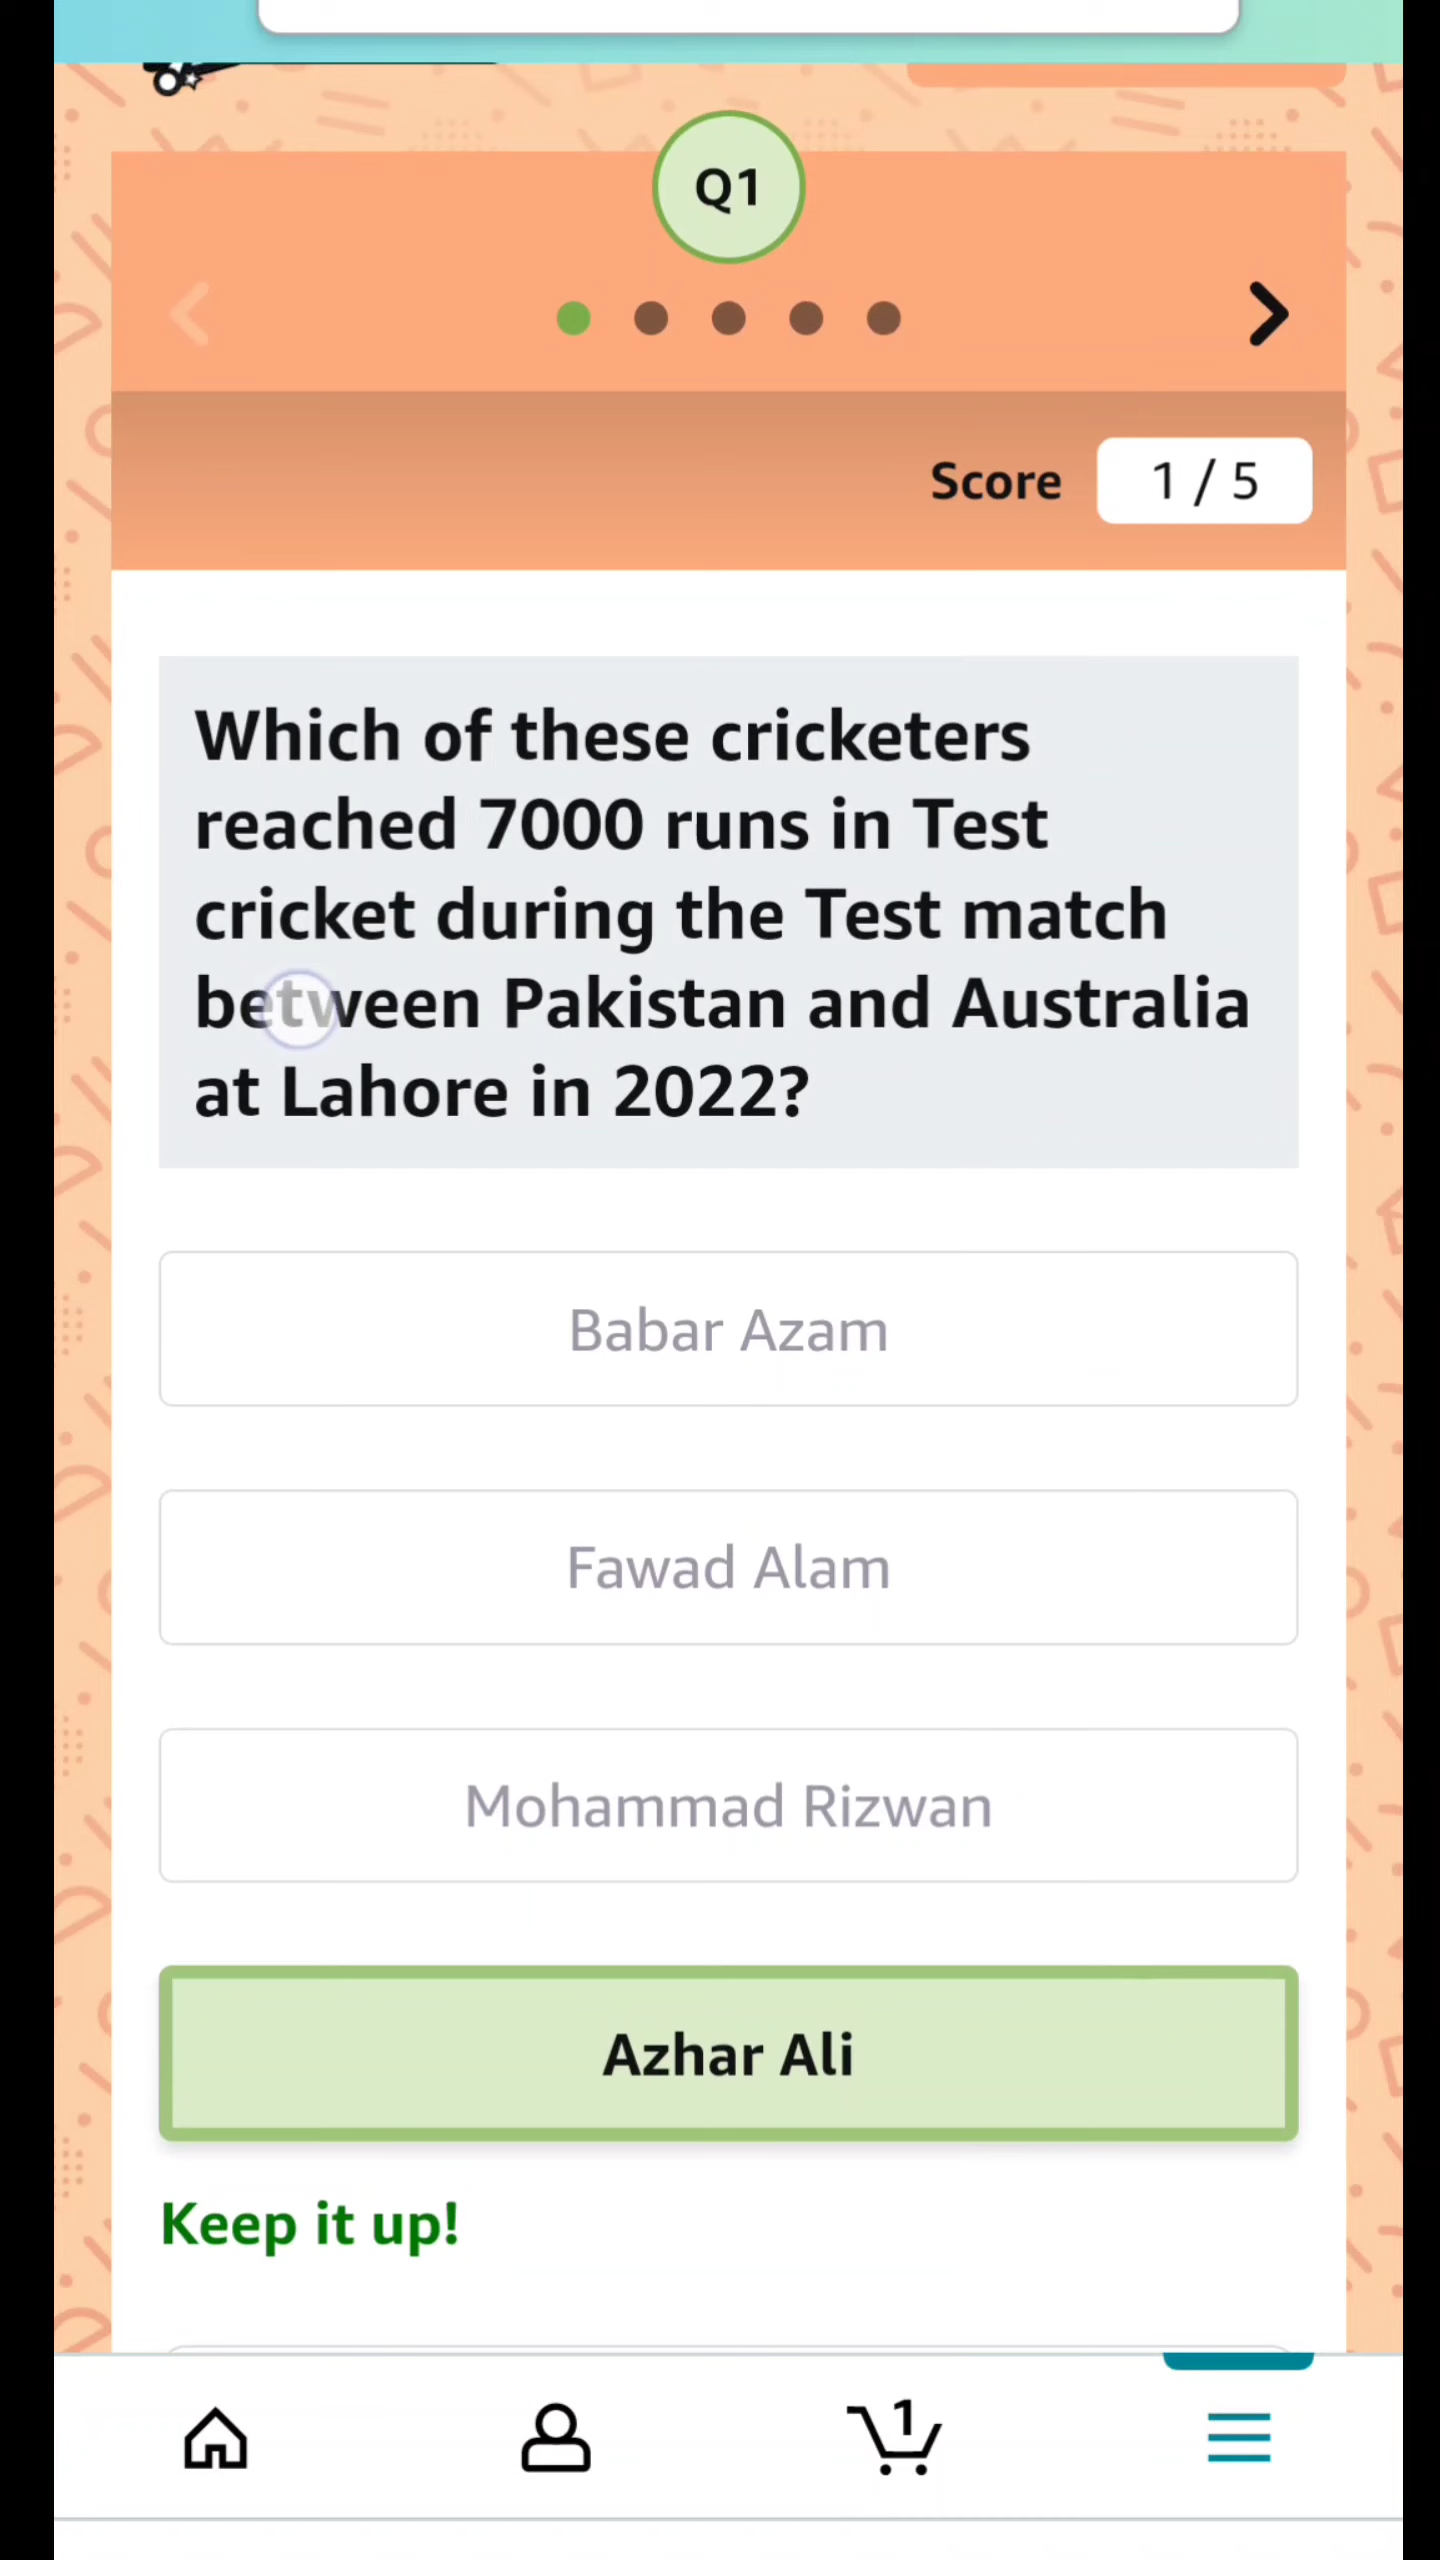 Q1
Score 1 / 5
Which of these cricketers
reached 7000 runs in Test
cricket during the Test match
between Pakistan and Australia
at Lahore in 2022?
Babar Azam
Fawad Alam
Mohammad Rizwan
Azhar Ali
Keep it up!
1